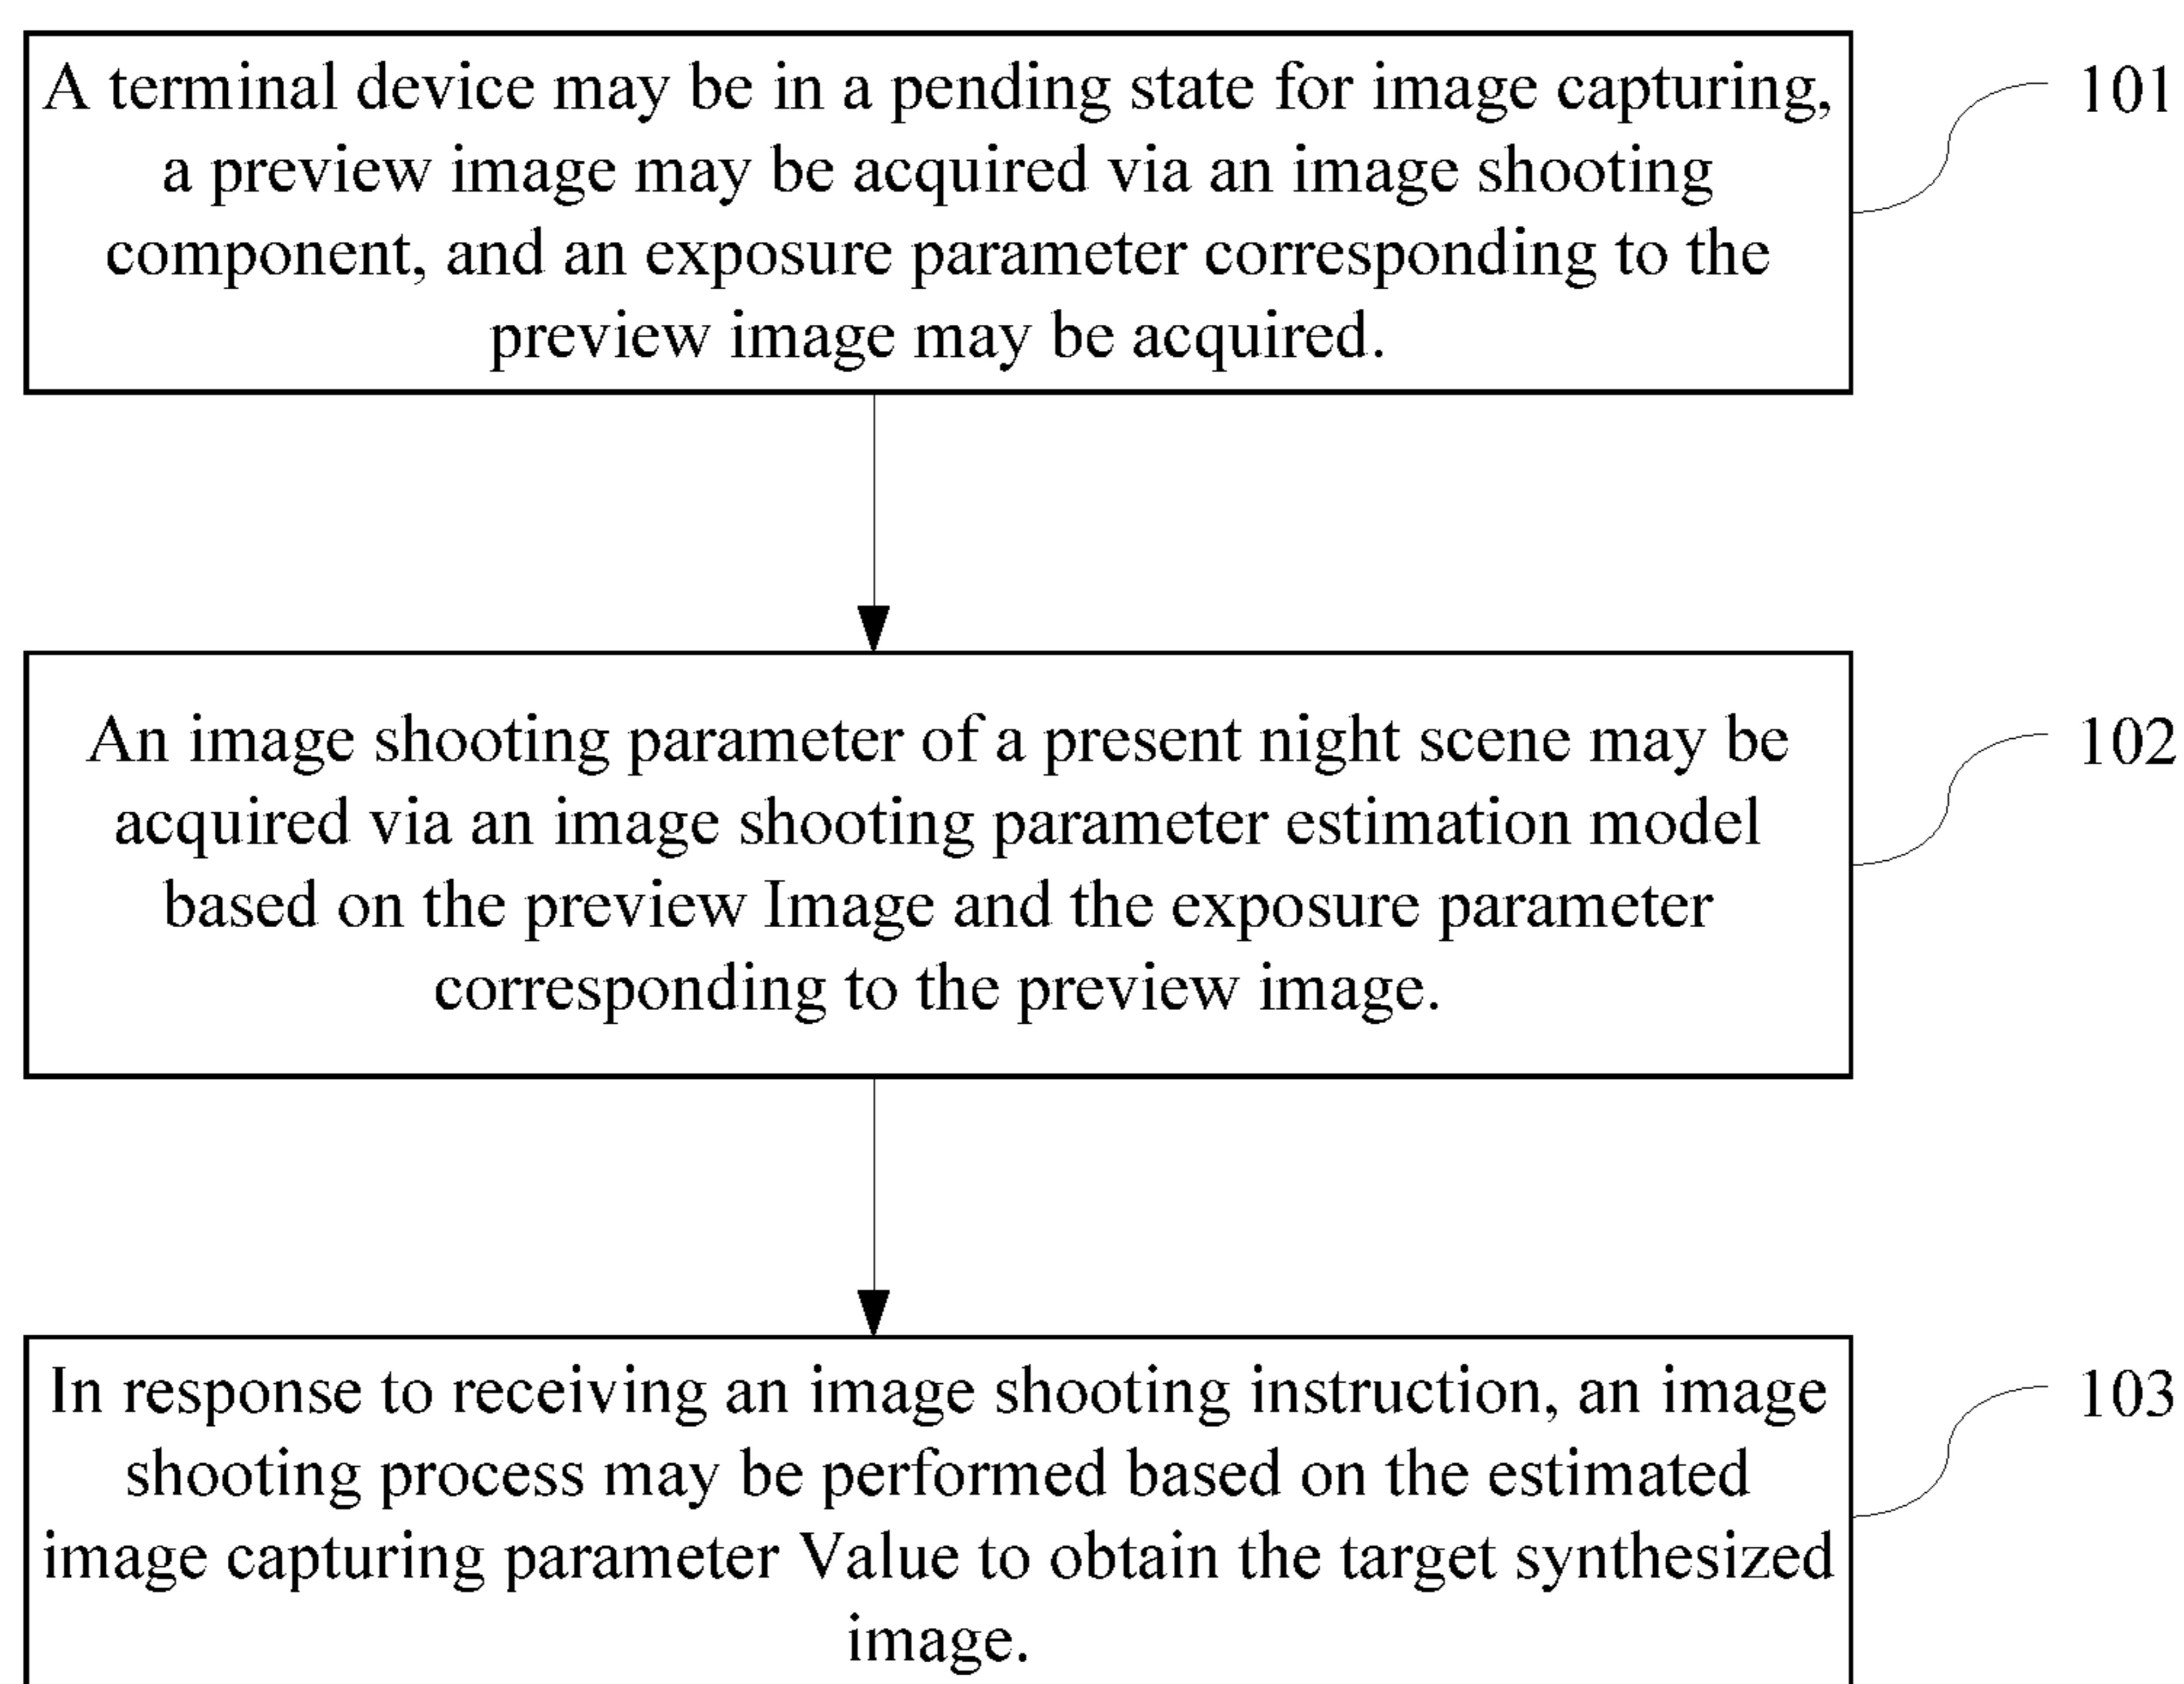 A terminal device may be in a pending state for image capturing,
a preview image may be acquired via an image shooting
component, and an exposure parameter corresponding to the
preview image may be acquired.
101
An image shooting parameter of a present night scene may be
acquired via an image shooting parameter estimation model
based on the preview Image and the exposure parameter
corresponding to the preview image.
102
In response to receiving an image shooting instruction, an image
shooting process may be performed based on the estimated
image capturing parameter Value to obtain the target synthesized
image.
103